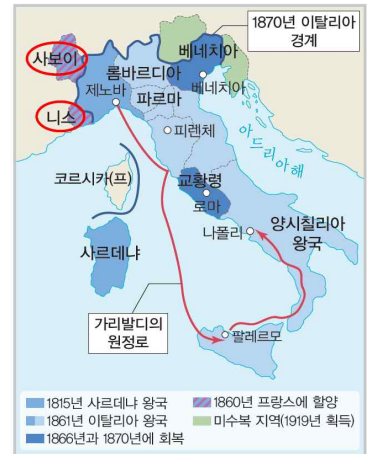 1870년 이탈리아
경계
사보이
베네치아
롬바르디아
베네치아
제노바
파로마
니스
피렌체
아드리아해
코르시카(프)
교황령
로마
양시칠리아
왕국
나폴리
사르데냐
가리발디의
원정로
팔레르모
1815년 사르데냐 왕국
1860년 프랑스에 할양
1861년 이탈리아 왕국
미수복 지역(1919년 획득)
1866년과 1870년에 회복